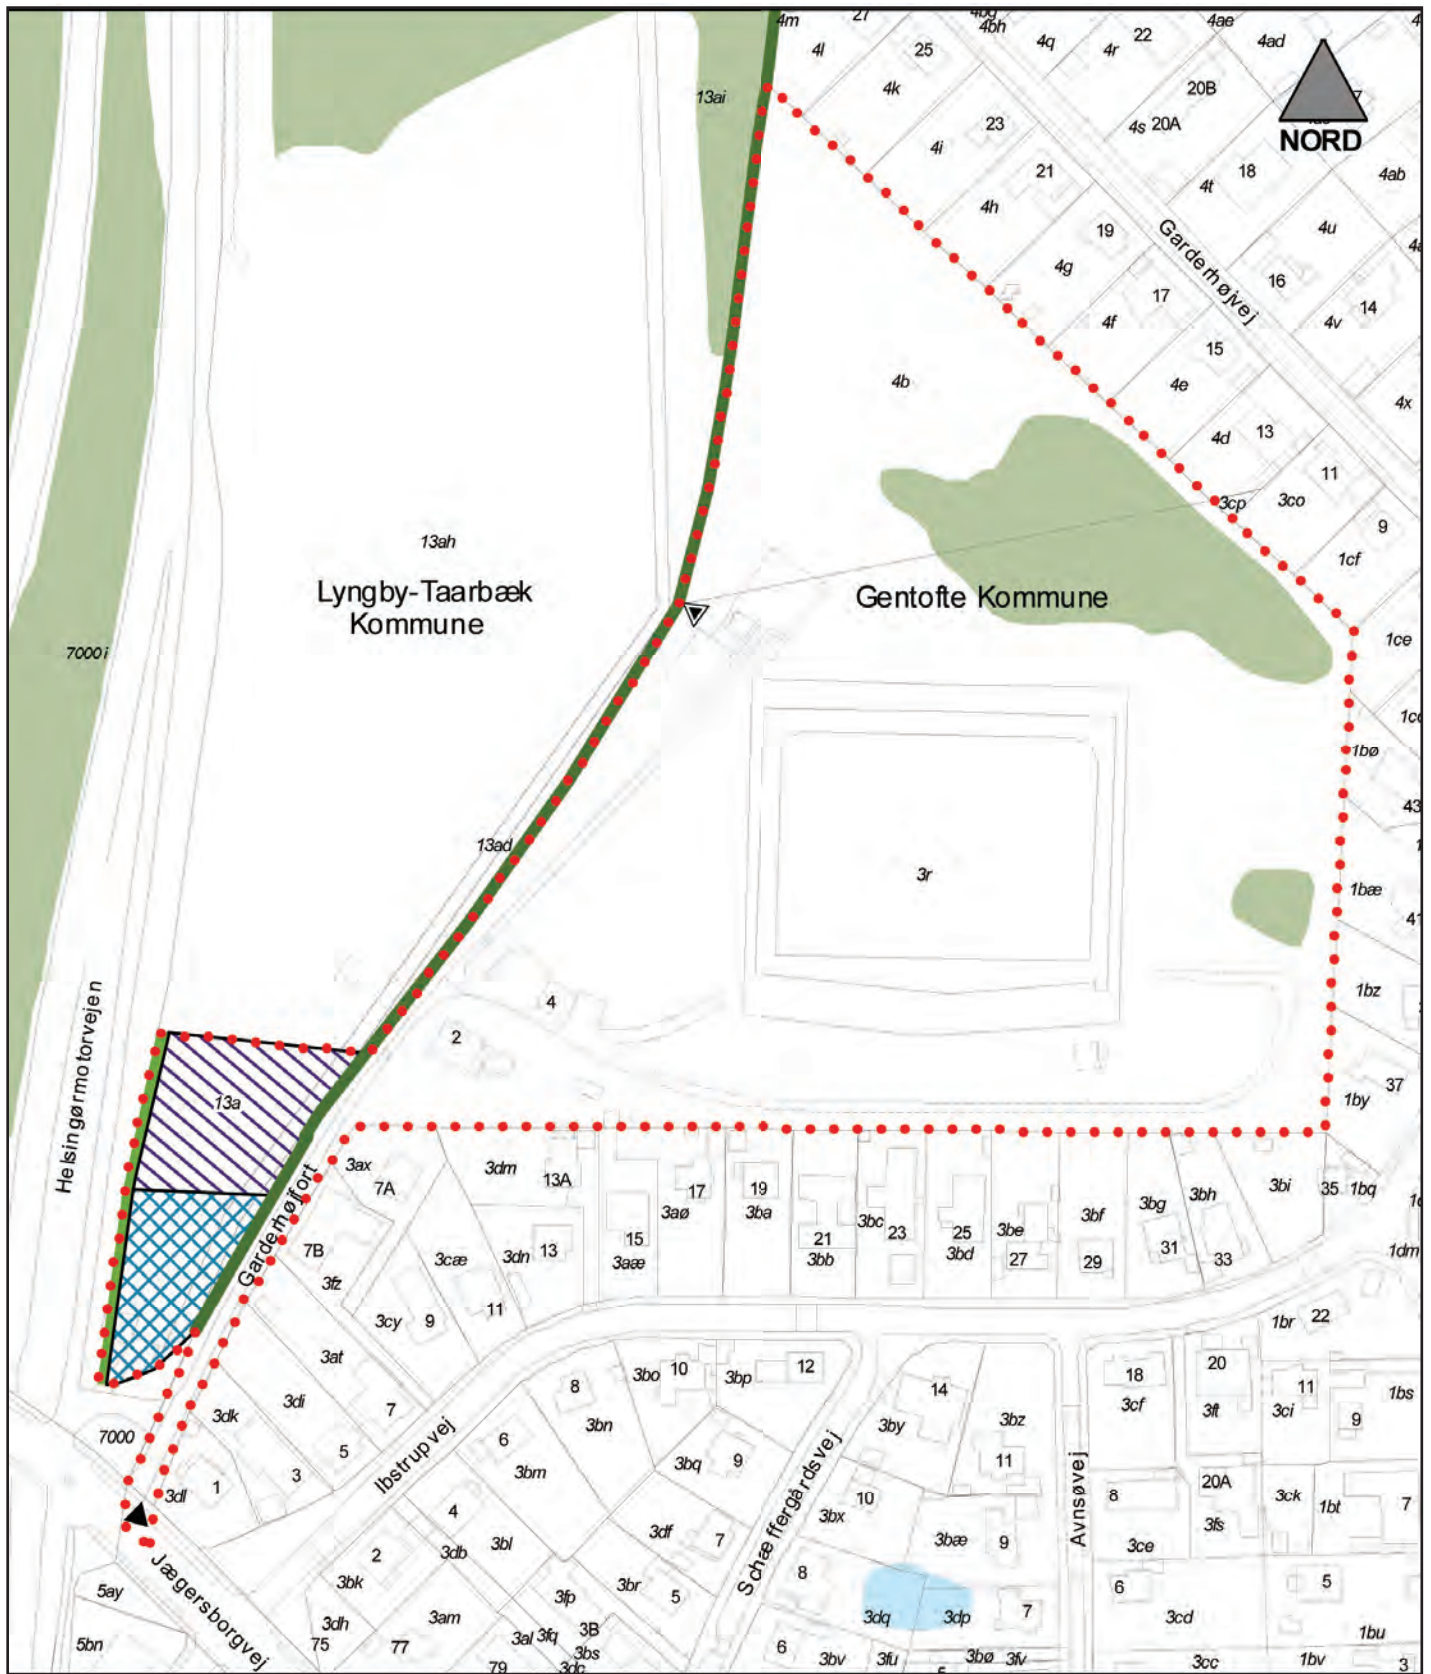 4m
27
4bg
4bh
4q
22
4r
4ae
4ad
4l
25
4k
20B
4s
20A
NORD
13ai
23
4i
21
4h
4t
18
4ab
19
4g
Garderhøjvej
4u
16
17
4f
14
4v
15
4e
4b
4x
4d
13
11
3cp
3co
9
1cf
13ah
Lyngby-Taarbæk
Kommune
Gentofte Kommune
7000i
1ce
1bø
43
13ad
3r
1bæ
41
1bz
Helsingørmotorvejen
4
2
37
1by
13a
Garderhøjfort
3ax
7A
3dm
13A
17
3aø
19
3ba
3bi
35
1bq
3bg
3bh
3bc
23
25
3bd
3be
27
3bf
29
31
33
21
3bb
15
3aæ
7B
3fz
3cæ
3dn
13
11
1dm
3cy
9
22
1br
3at
3di
7
3dk
5
3
8
3bn
3bo
10
3bp
12
14
3by
3bz
11
18
3cf
20
3ft
11
3ci
1bs
9
7000
3dl
1
Ibstrupvej
6
3bm
3bq
9
Schæffergårdsvej
Avnsøvej
4
3bl
3db
10
3bx
8
20A
3fs
3ck
1bt
7
3df
7
3bæ
9
3ce
Jægersborgvej
2
3bk
3br
5
8
3dq
3dp
7
6
3cd
5
5ay
3dh
3am
3fp
3B
5bn
75
77
3al
3fq
3bs
79
3dc
6
3bv
3fu
3bø
3fv
3cc
1bu
1bv
3